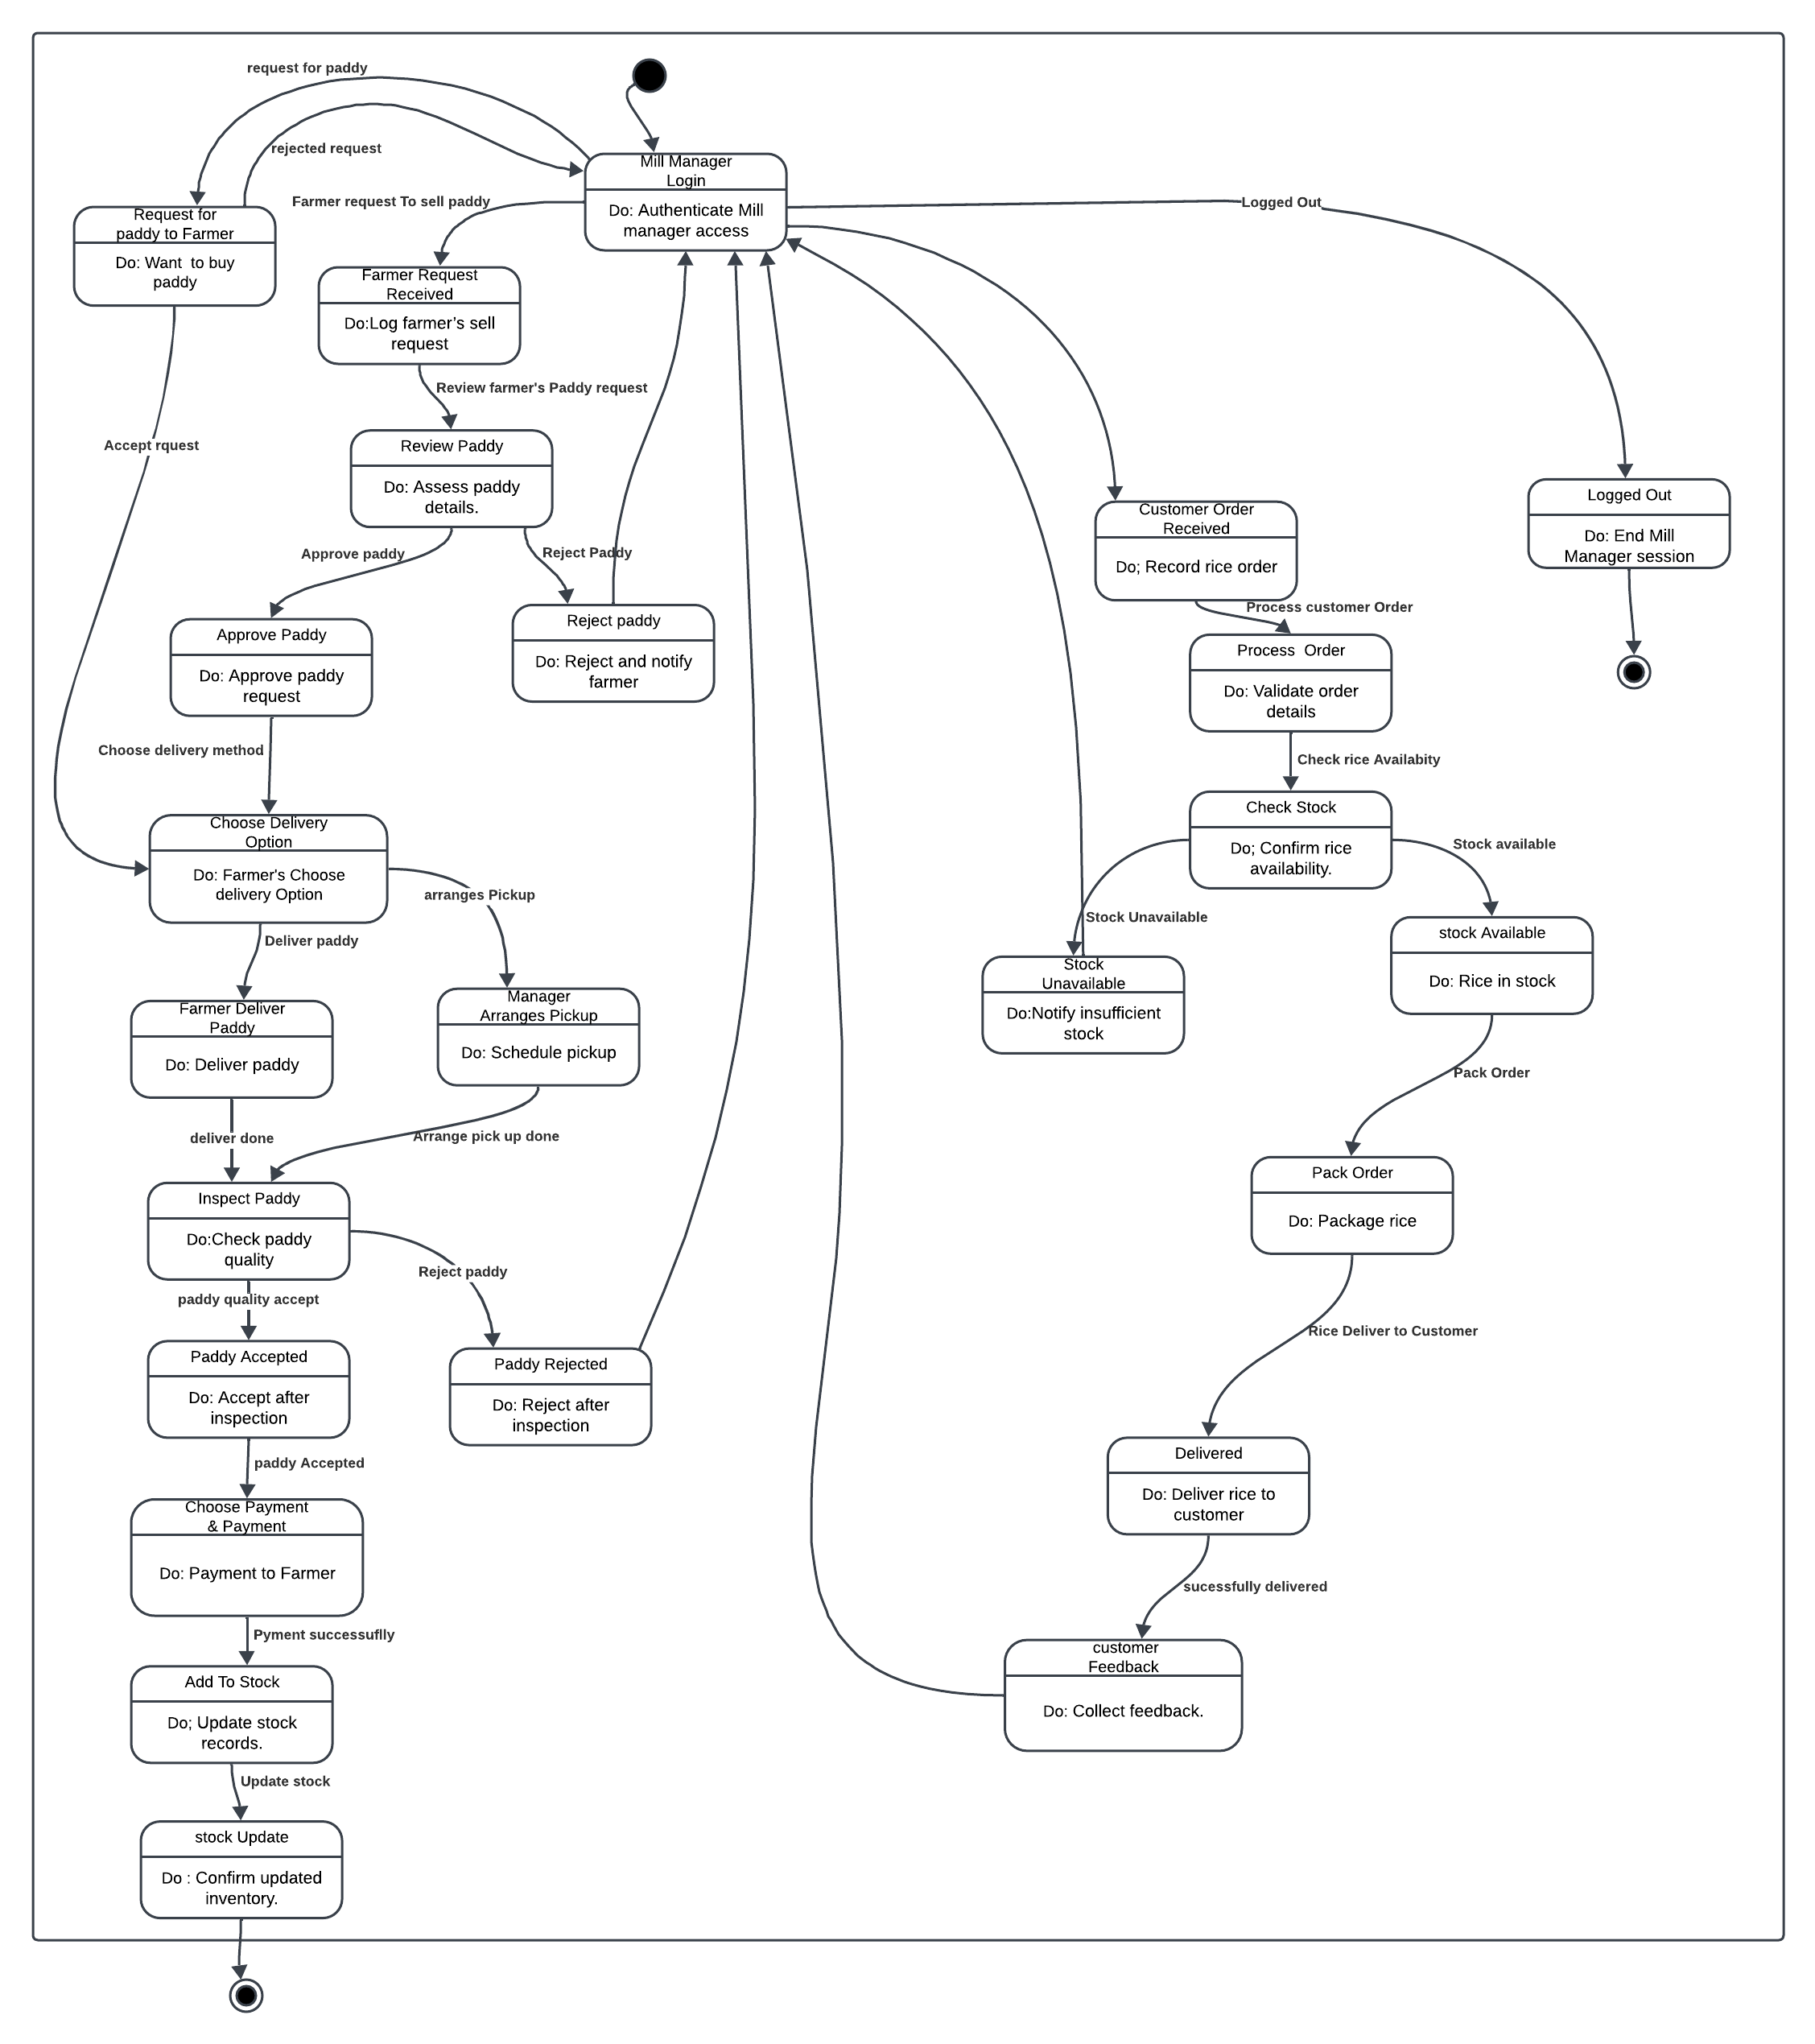 request for paddy
rejected request
Mill Manager
Login
Do: Authenticate Mill
manager access
Farmer request To sell paddy
Logged Out
Request for
paddy to Farmer
Do: Want  to buy
paddy
Farmer Request
Received
Do:Log farmer's sell
request
Review farmer's Paddy request
Accept rquest
Review Paddy
Do: Assess paddy
details.
Approve paddy
Reject Paddy
Customer Order
Received
Do; Record rice order
Logged Out
Do: End Mill
Manager session
Process customer Order
Approve Paddy
Do: Approve paddy
request
Reject paddy
Do: Reject and notify
farmer
Process  Order
Do: Validate order
details
Choose delivery method
Check rice Availabity
Choose Delivery
Option
Do: Farmer's Choose
delivery Option
Check Stock
Do; Confirm rice
availability.
Stock available
arranges Pickup
Stock Unavailable
Deliver paddy
stock Available
Do: Rice in stock
Stock
Unavailable
Do:Notify insufficient
stock
Farmer Deliver
Paddy
Do: Deliver paddy
Manager
Arranges Pickup
Do: Schedule pickup
Pack Order
deliver done
Arrange pick up done
Pack Order
Do: Package rice
Inspect Paddy
Do:Check paddy
quality
Reject paddy
paddy quality accept
Rice Deliver to Customer
Paddy Accepted
Do: Accept after
inspection
Paddy Rejected
Do: Reject after
inspection
paddy Accepted
Delivered
Do: Deliver rice to
customer
Choose Payment
& Payment
Do: Payment to Farmer
sucessfully delivered
Pyment successuflly
customer
Feedback
Do: Collect feedback.
Add To Stock
Do; Update stock
records.
Update stock
stock Update
Do : Confirm updated
inventory.